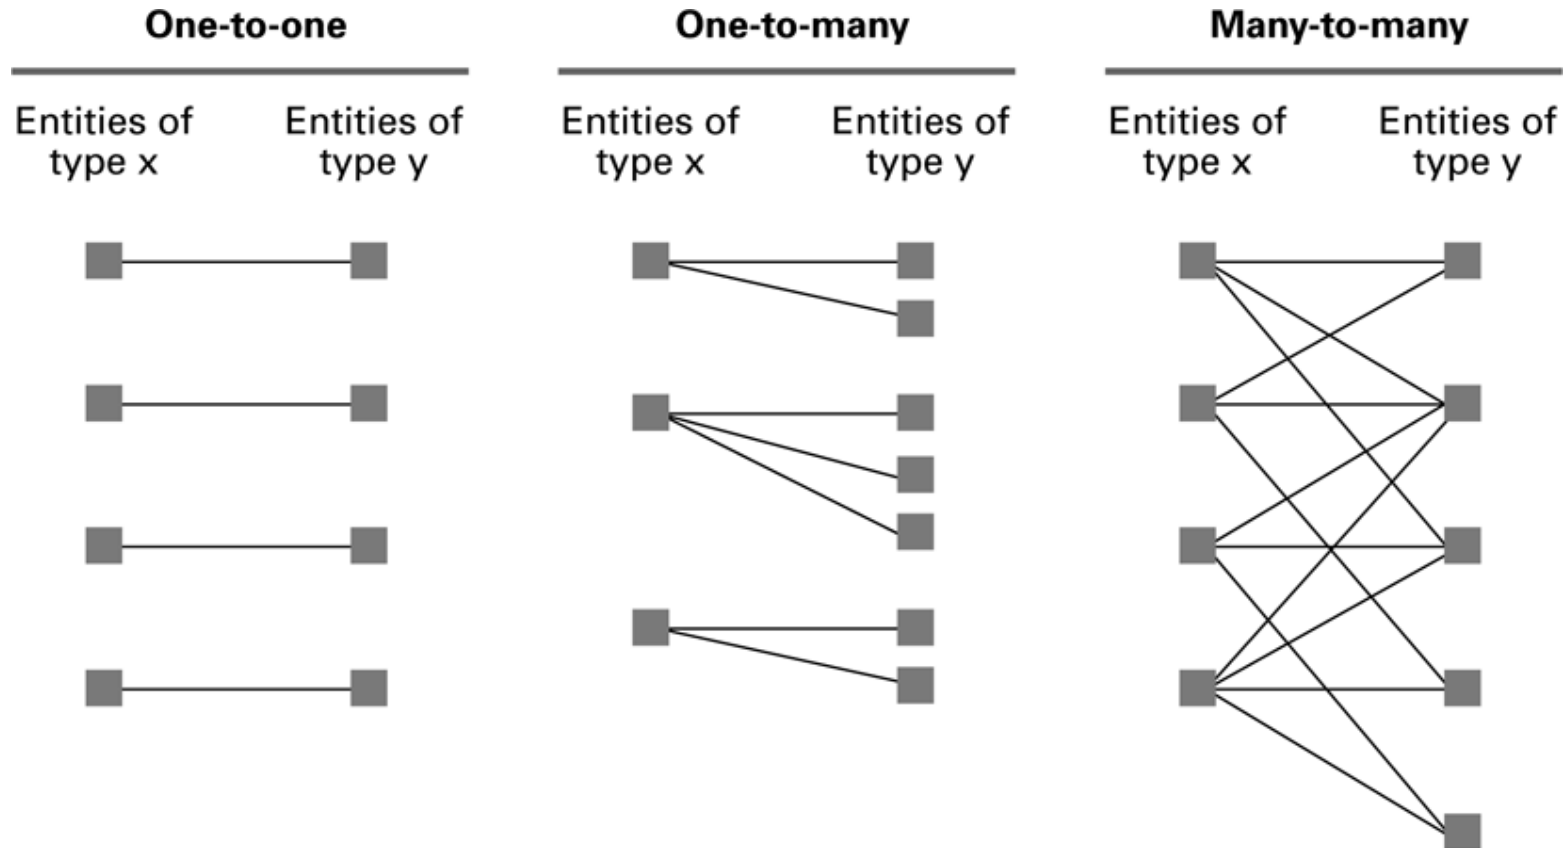 One-to-one
Entities of
type x
Entities of
type y
One-to-many
Entities of
type x
Entities of
type y
Many-to-many
Entities of
type x
Entities of
type y